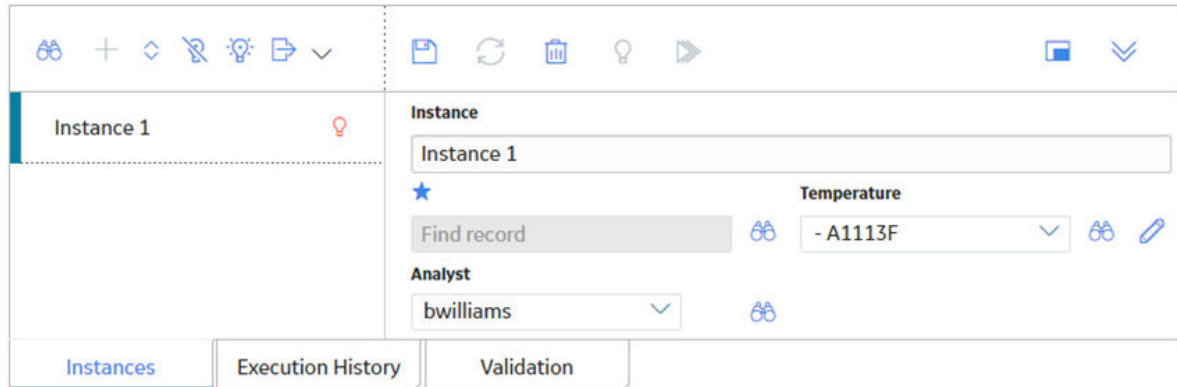 Instance 1
Instance
Instance 1
Temperature
Find record
- A1113F
Analyst
bwilliams
Instances
Execution History
Validation